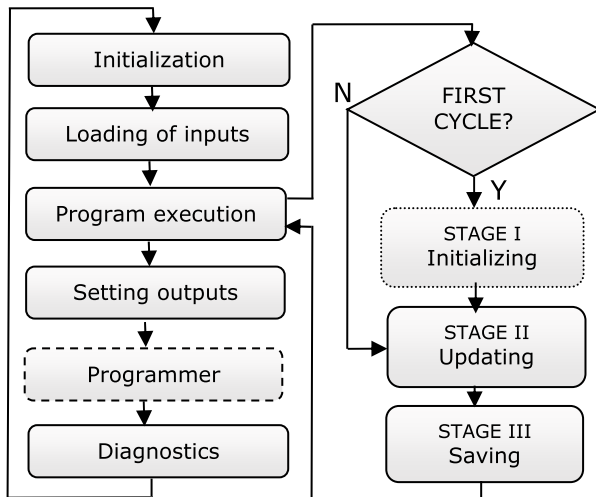 Initialization
Loading of inputs
Program execution
Setting outputs
Programmer
Diagnostics
FIRST
CYCLE?
N
Y
STAGE I
Initializing
STAGE II
Updating
STAGE III
Saving